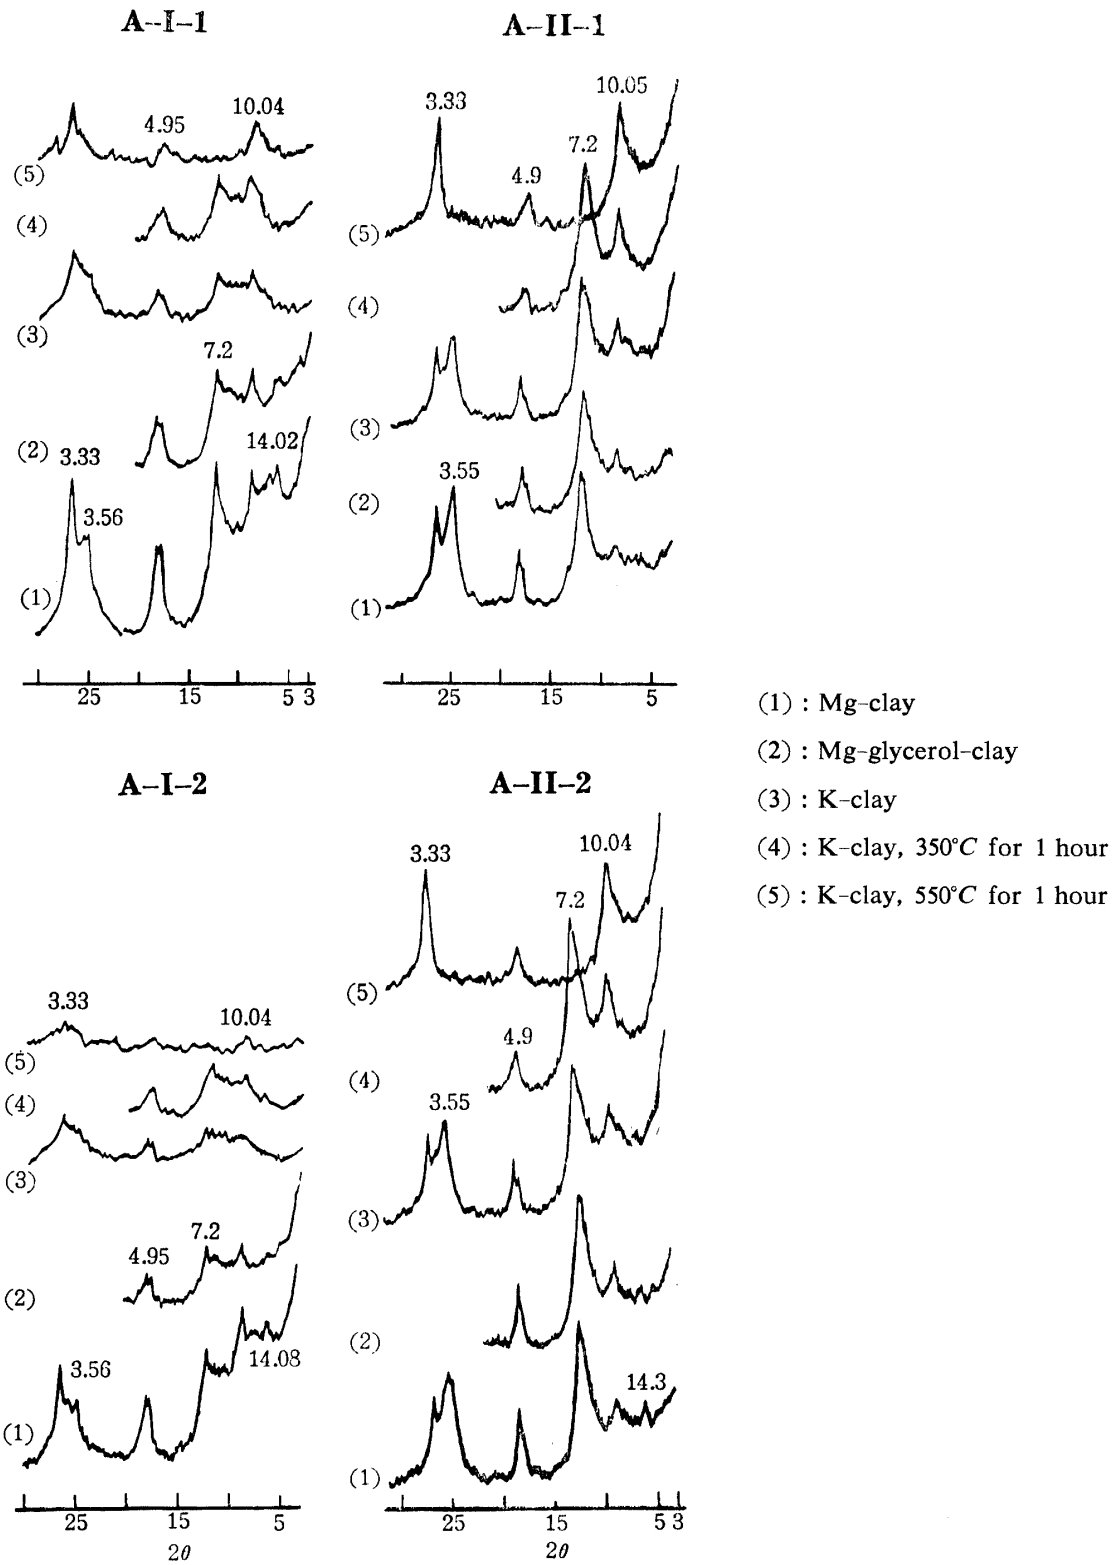 A-I-1
4.95
10.04
(5)
(4)
(3)
7.2
(2)
14.02
3.33
3.56
(1)
25 15 5 3
A-II-1
10.05
3.33
7.2
4.9
(5)
(4)
(3)
3.55
(2)
(1)
25 15 5
(1) : Mg-clay
(2) : Mg-glycerol-clay
(3) : K-clay
(4) : K-clay, 350°C for 1 hour
(5) : K-clay, 550°C for 1 hour
A-I-2
3.33
10.04
(5)
(4)
(3)
7.2
4.95
(2)
14.08
3.56
(1)
25 15 5
2θ
A-II-2
10.04
3.33
7.2
(5)
4.9
(4)
3.55
(3)
(2)
14.3
(1)
25 15 5 3
2θ